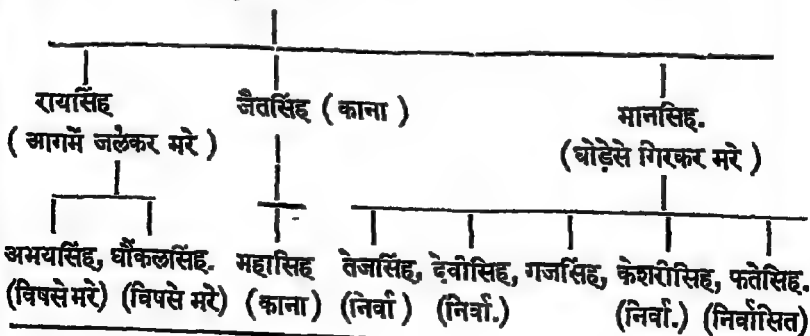 रायसिंह जैतसिंह ( काना ) मानसिह.
( आगमें जलेकर मरे ) (घोड़ेसे गिरकर मरे )
अभयसिंह, धौंकलसिंह. महासिह तेजसिंह, देवीसिंह, गजसिंह, केशरीसिंह, फतेसिंह.
(विषसे मरे) (विपसे मरे) (काना) (निर्वा ) (निर्वा.) (निर्वा.) (निर्वासित)